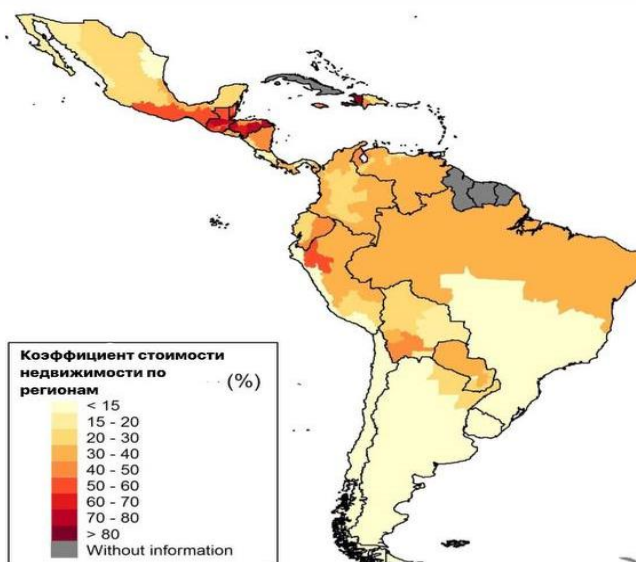 Коэффициент стоимости
недвижимости по
регионам (%)
< 15
15 - 20
20 - 30
30 - 40
40 - 50
50 - 60
60 - 70
70 - 80
> 80
Without information